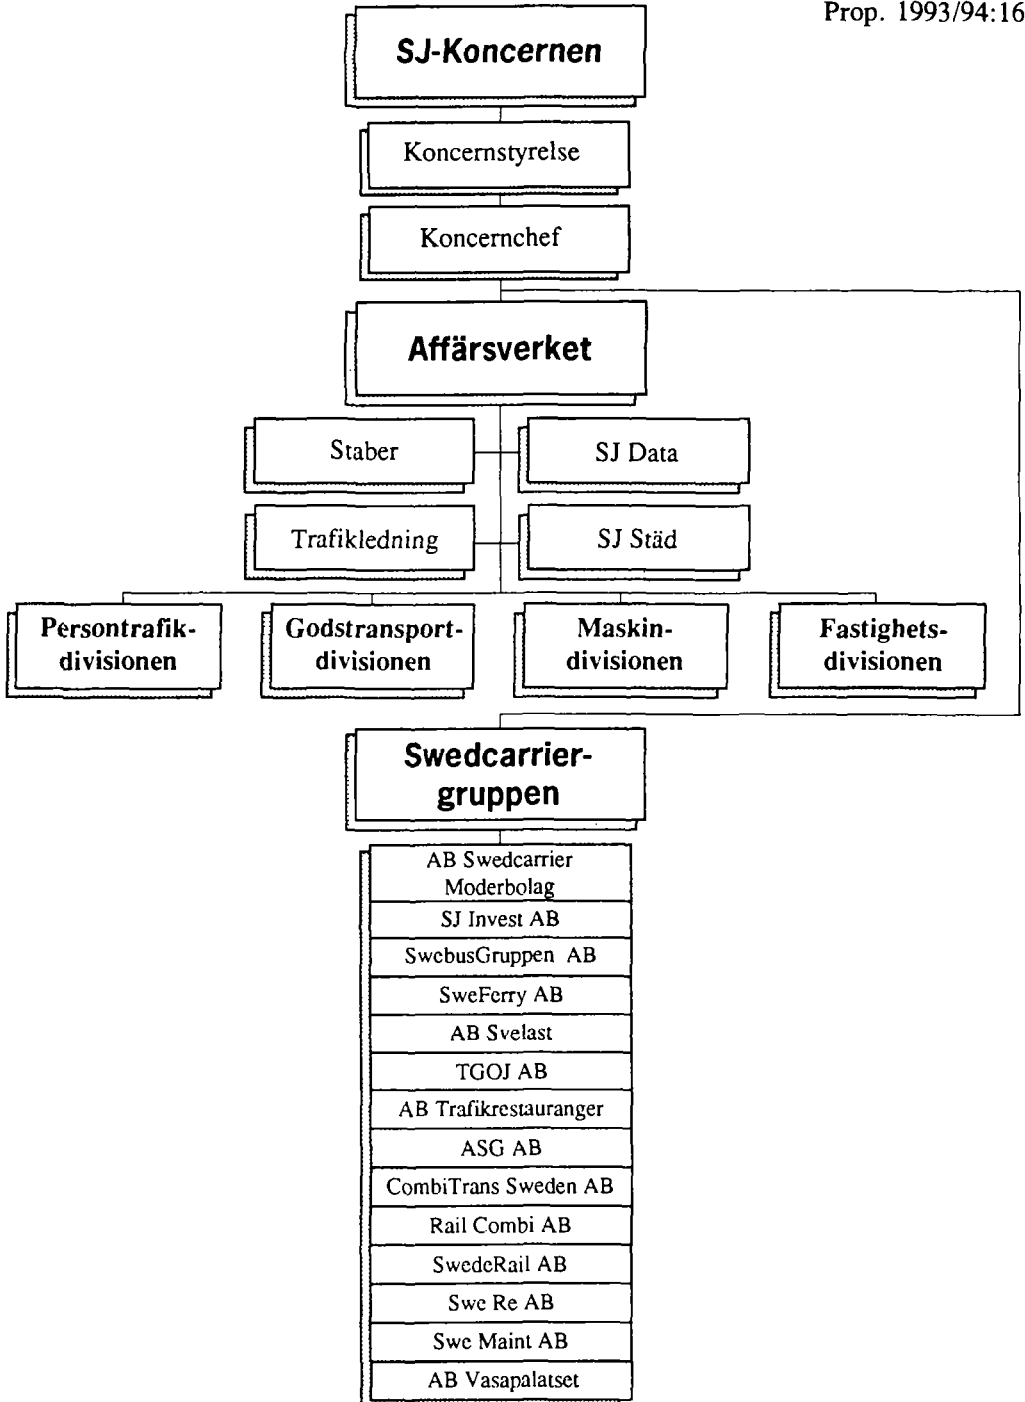 Prop. 1993/94:16
SJ-Koncernen
Koncernstyrelse
Koncernchef
Affärsverket
Staber
SJ Data
Trafikledning
SJ Städ
Persontrafik-
divisionen
Godstransport-
divisionen
Maskin-
divisionen
Fastighets-
divisionen
Swedcarrier-
gruppen
AB Swedcarrier
Moderbolag
SJ Invest AB
SwebusGruppen AB
SweFerry AB
AB Svelast
TGOJ AB
AB Trafikrestauranger
ASG AB
CombiTrans Sweden AB
Rail Combi AB
SwedeRail AB
Swe Re AB
Swe Maint AB
AB Vasapalatset